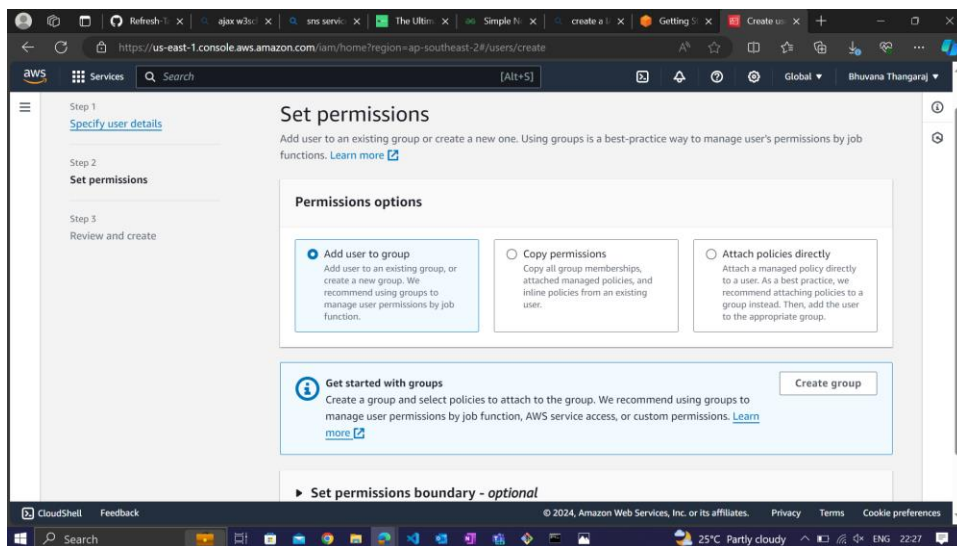 Refresh-T
ajax w3sc
sns servic
The Ultim
Simple N
create a
Getting S
Create us
https://us-east-1.console.aws.amazon.com/iam/home?region=ap-southeast-2#/users/create
aws
Services
Search
[Alt+S]
Global
Bhuvana Thangaraj
Step 1
Specify user details
Step 2
Set permissions
Step 3
Review and create
Set permissions
Add user to an existing group or create a new one. Using groups is a best-practice way to manage user's permissions by job
functions. Learn more
Permissions options
Add user to group
Add user to an existing group, or
create a new group. We
recommend using groups to
manage user permissions by job
function.
Copy permissions
Copy all group memberships,
attached managed policies, and
inline policies from an existing
user.
Attach policies directly
Attach a managed policy directly
to a user. As a best practice, we
recommend attaching policies to a
group instead. Then, add the user
to the appropriate group.
Get started with groups
Create a group and select policies to attach to the group. We recommend using groups to
manage user permissions by job function, AWS service access, or custom permissions. Learn
more
Create group
Set permissions boundary - optional
CloudShell
Feedback
© 2024, Amazon Web Services, Inc. or its affiliates.
Privacy
Terms
Cookie preferences
Search
25°C Partly cloudy
ENG
22:27